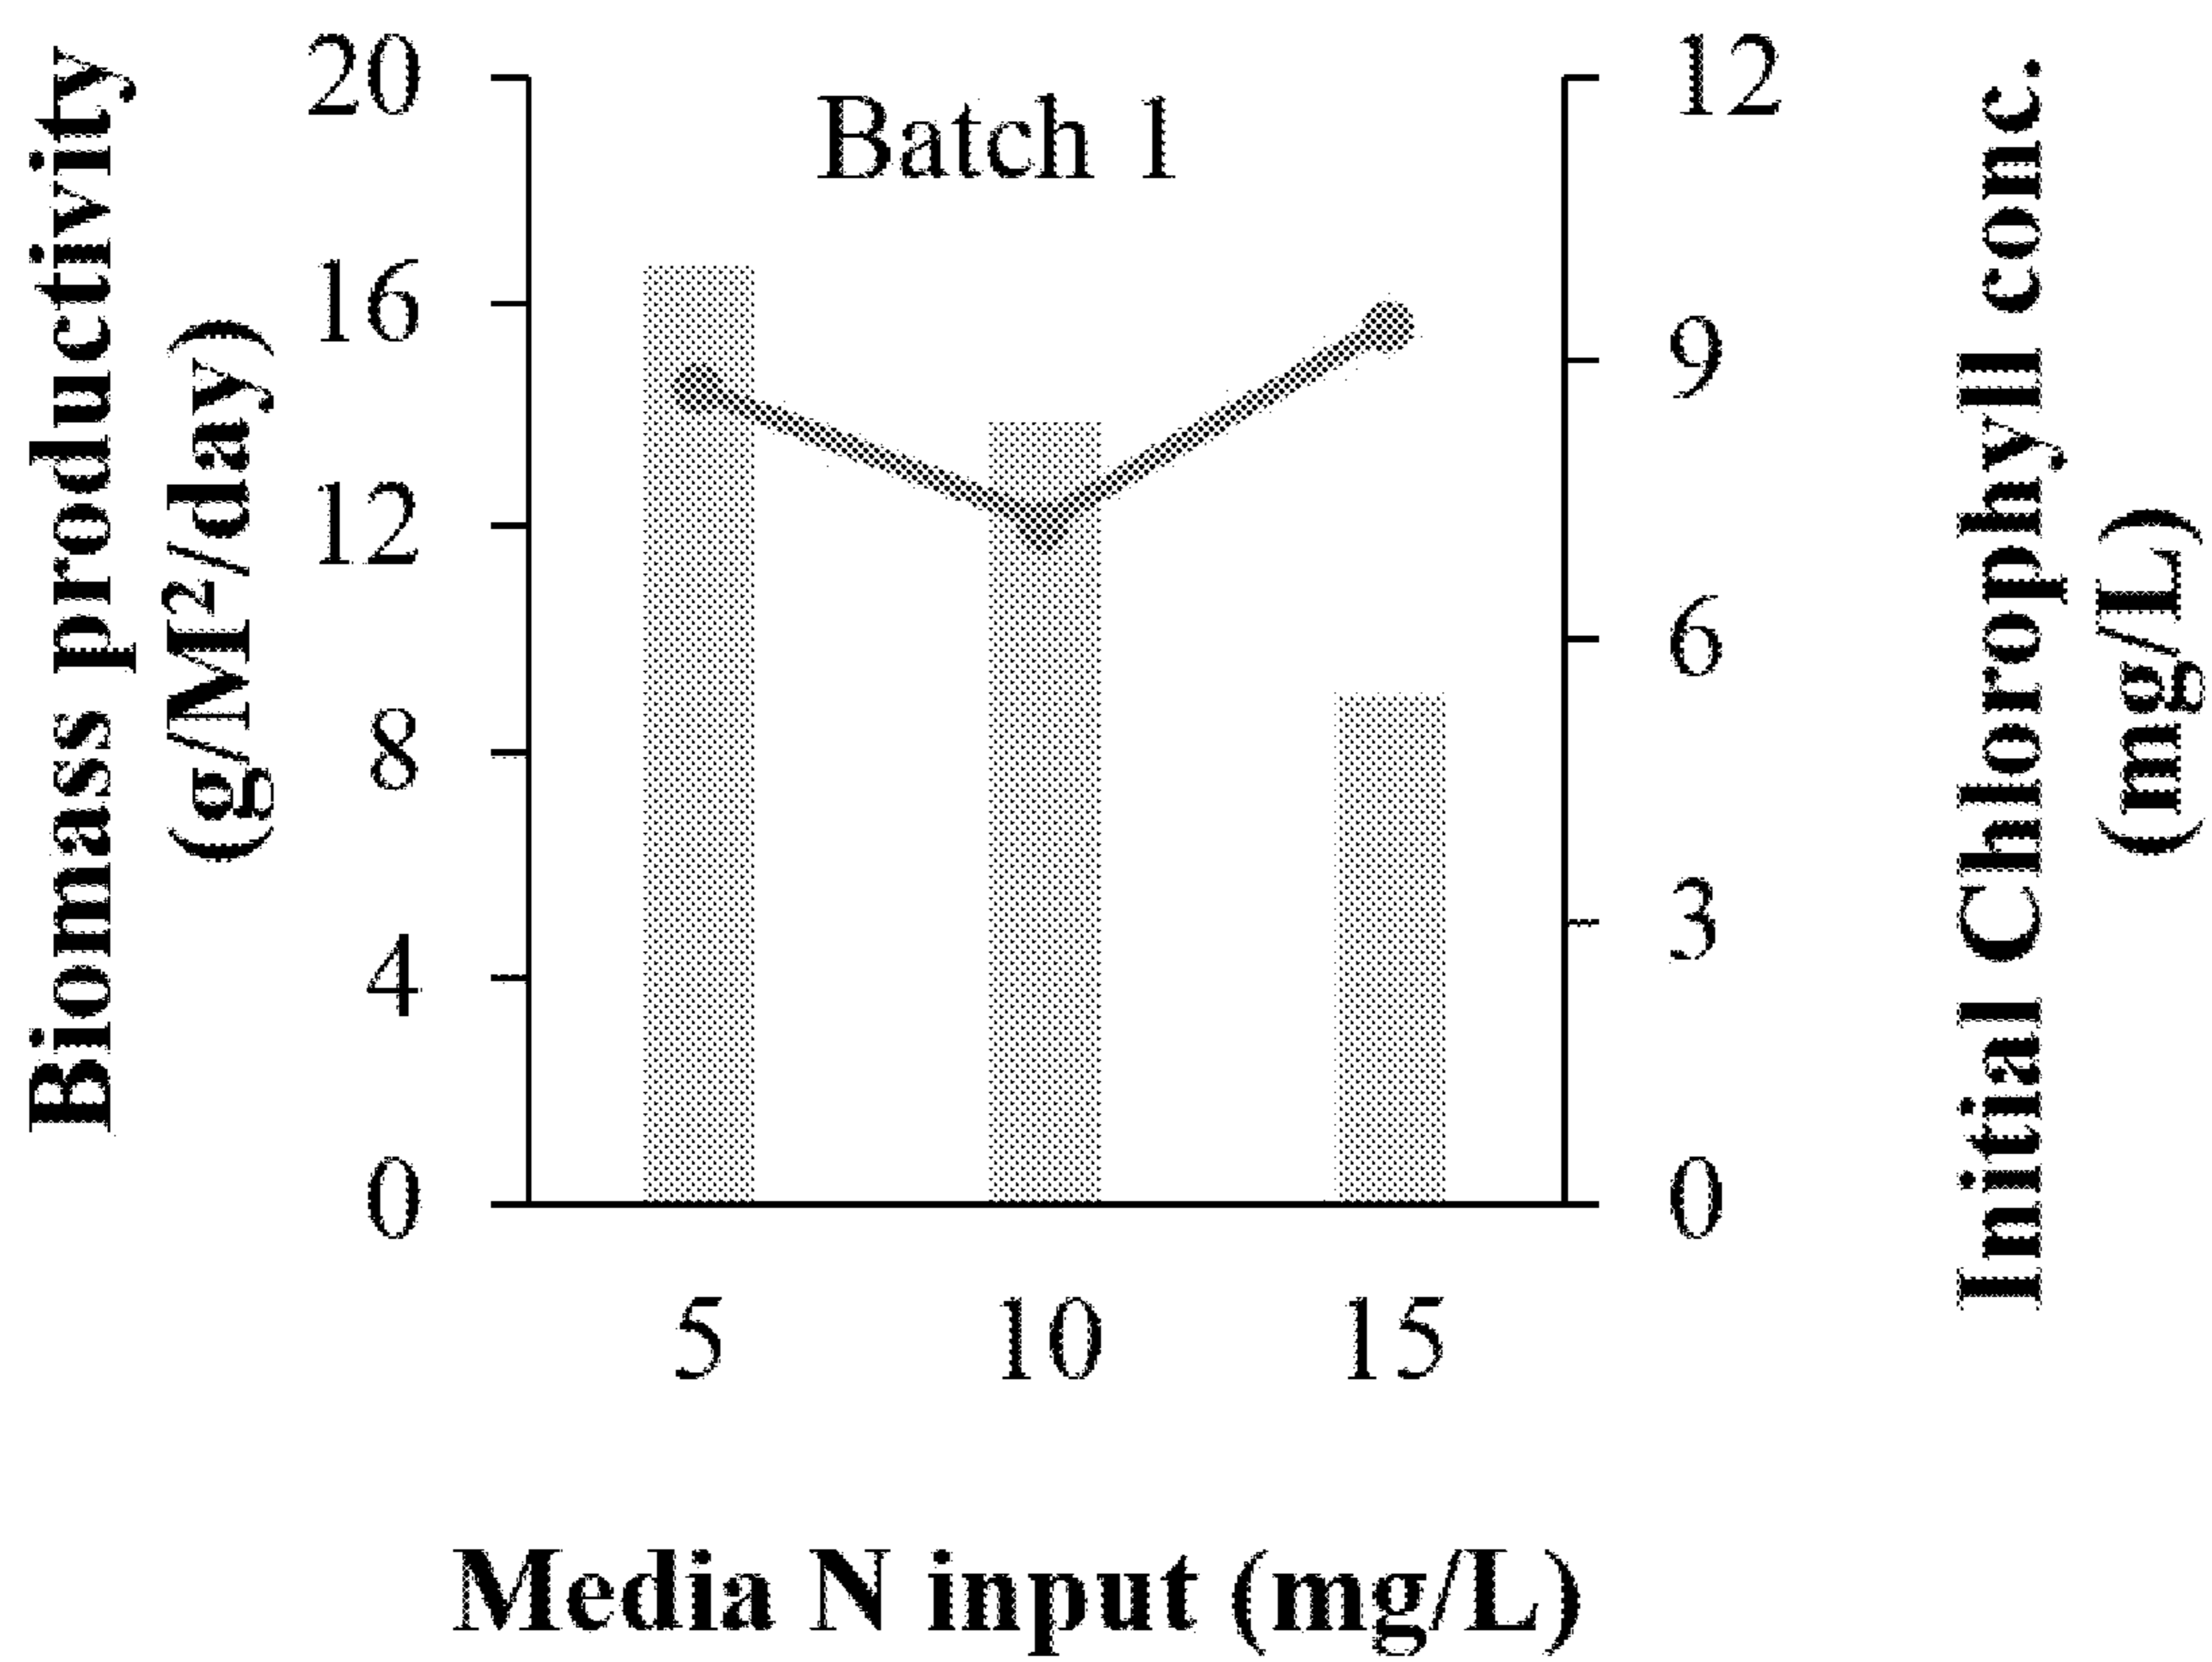 Biomass productivity
(g/M²/day)
20
16
12
8
4
0
Batch 1
12
9
6
3
0
Initial Chlorophyll conc.
(mg/L)
5 10 15
Media N input (mg/L)